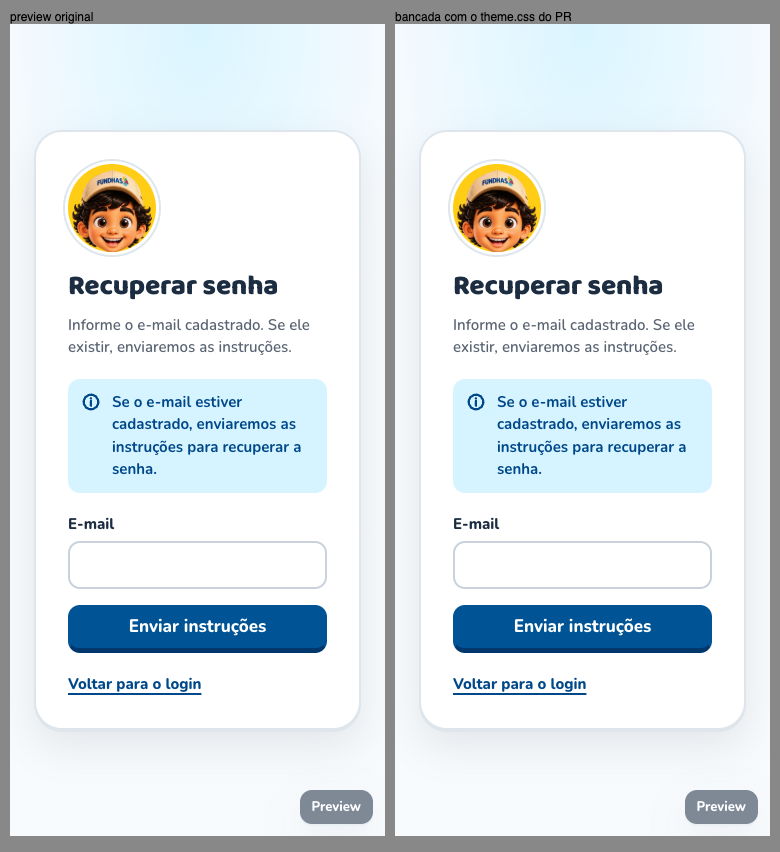 preview original
FUNDHAS
Recuperar senha
Informe o e-mail cadastrado. Se ele
existir, enviaremos as instruções.
Se o e-mail estiver
cadastrado, enviaremos as
instruções para recuperar a
senha.
E-mail
Enviar instruções
Voltar para o login
Preview
bancada com o theme.css do PR
FUNDHAS
Recuperar senha
Informe o e-mail cadastrado. Se ele
existir, enviaremos as instruções.
Se o e-mail estiver
cadastrado, enviaremos as
instruções para recuperar a
senha.
E-mail
Enviar instruções
Voltar para o login
Preview